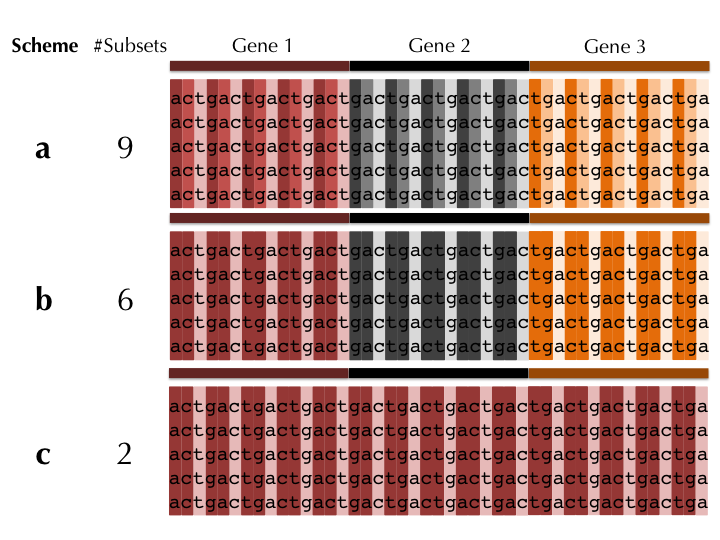 Scheme #Subsets Gene 1 Gene 2 Gene 3
actgactgactgactgactgactgactgactgactgactgactga
actgactgactgactgactgactgactgactgactgactgactga
a 9 actgactgactgactgactgactgactgactgactgactgactga
actgactgactgactgactgactgactgactgactgactgactga
actgactgactgactgactgactgactgactgactgactgactga
actgactgactgactgactgactgactgactgactgactgactga
actgactgactgactgactgactgactgactgactgactgactga
b 6 actgactgactgactgactgactgactgactgactgactgactga
actgactgactgactgactgactgactgactgactgactgactga
actgactgactgactgactgactgactgactgactgactgactga
actgactgactgactgactgactgactgactgactgactgactga
actgactgactgactgactgactgactgactgactgactgactga
c 2 actgactgactgactgactgactgactgactgactgactgactga
actgactgactgactgactgactgactgactgactgactgactga
actgactgactgactgactgactgactgactgactgactgactga